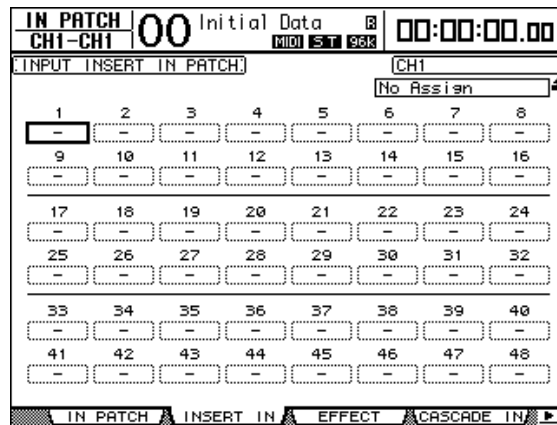 IN PATCH
CH1-CH1
00 Initial Data R
MIDI ST 96k
00:00:00.00
INPUT INSERT IN PATCH
CH1
No Assign
1 2 3 4 5 6 7 8
– – – – – – – –
9 10 11 12 13 14 15 16
– – – – – – – –
17 18 19 20 21 22 23 24
– – – – – – – –
25 26 27 28 29 30 31 32
– – – – – – – –
33 34 35 36 37 38 39 40
– – – – – – – –
41 42 43 44 45 46 47 48
– – – – – – – –
IN PATCH INSERT IN EFFECT CASCADE IN